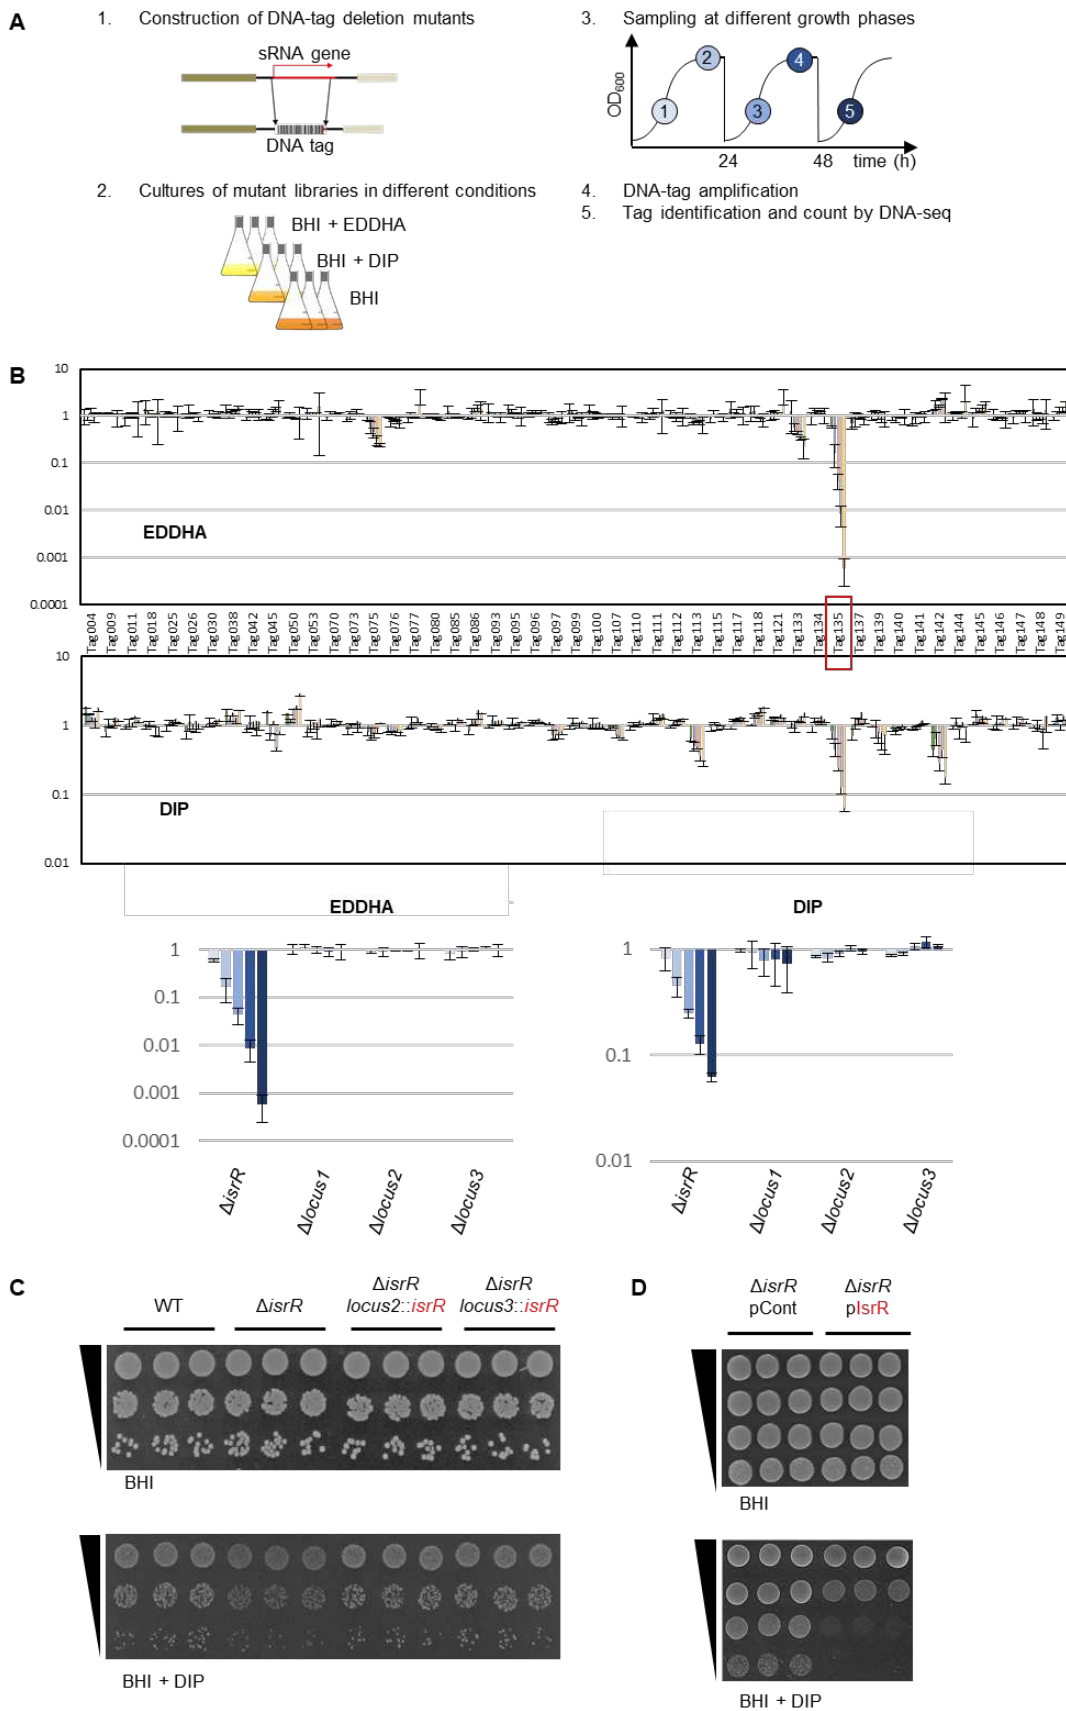 A
1. Construction of DNA-tag deletion mutants
sRNA gene
DNA tag
2. Cultures of mutant libraries in different conditions
BHI + EDDHA
BHI + DIP
BHI
3. Sampling at different growth phases
OD600
1
2
3
4
5
24
48
time (h)
4. DNA-tag amplification
5. Tag identification and count by DNA-seq
B
10
1
0.1
0.01
0.001
0.0001
EDDHA
Tag004
Tag009
Tag011
Tag018
Tag025
Tag026
Tag030
Tag038
Tag042
Tag045
Tag050
Tag053
Tag070
Tag073
Tag075
Tag076
Tag077
Tag080
Tag085
Tag086
Tag093
Tag095
Tag096
Tag097
Tag099
Tag100
Tag107
Tag110
Tag111
Tag112
Tag113
Tag115
Tag117
Tag118
Tag121
Tag133
Tag134
Tag135
Tag137
Tag139
Tag140
Tag141
Tag142
Tag144
Tag145
Tag146
Tag147
Tag148
Tag149
10
1
0.1
0.01
DIP
EDDHA
1
0.1
0.01
0.001
0.0001
ΔisrR
Δlocus1
Δlocus2
Δlocus3
DIP
1
0.1
0.01
ΔisrR
Δlocus1
Δlocus2
Δlocus3
C
WT
ΔisrR
ΔisrR
locus2::isrR
ΔisrR
locus3::isrR
BHI
BHI + DIP
D
ΔisrR
pCont
ΔisrR
pIsrR
BHI
BHI + DIP